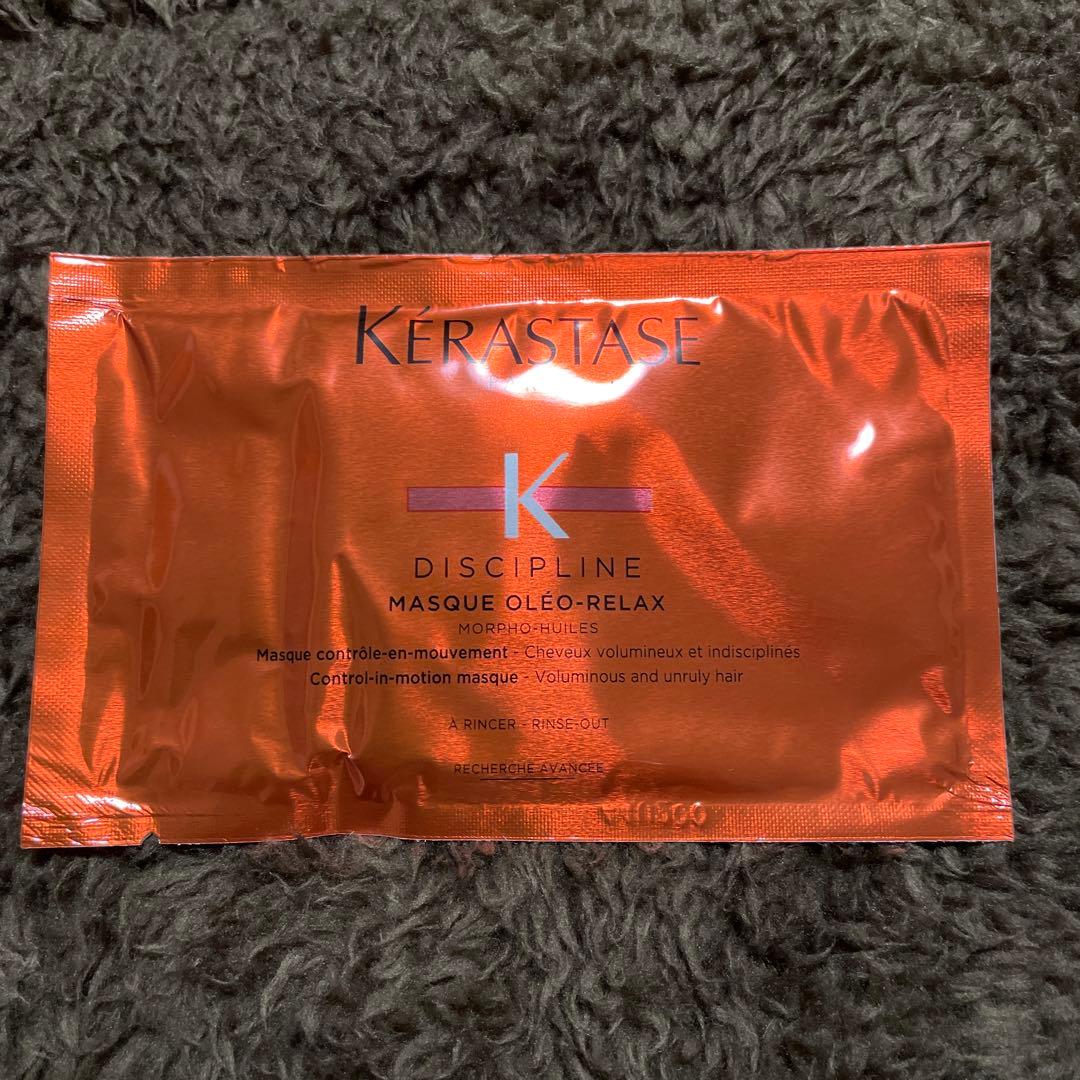 KÉRASTASE
K
DISCIPLINE
MASQUE OLÉO-RELAX
MORPHO-HUILES
Masque contrôle-en-mouvement - Cheveux volumineux et indisciplinés
Control-in-motion masque - Voluminous and unruly hair
À RINCER - RINSE-OUT
RECHERCHE AVANCÉE